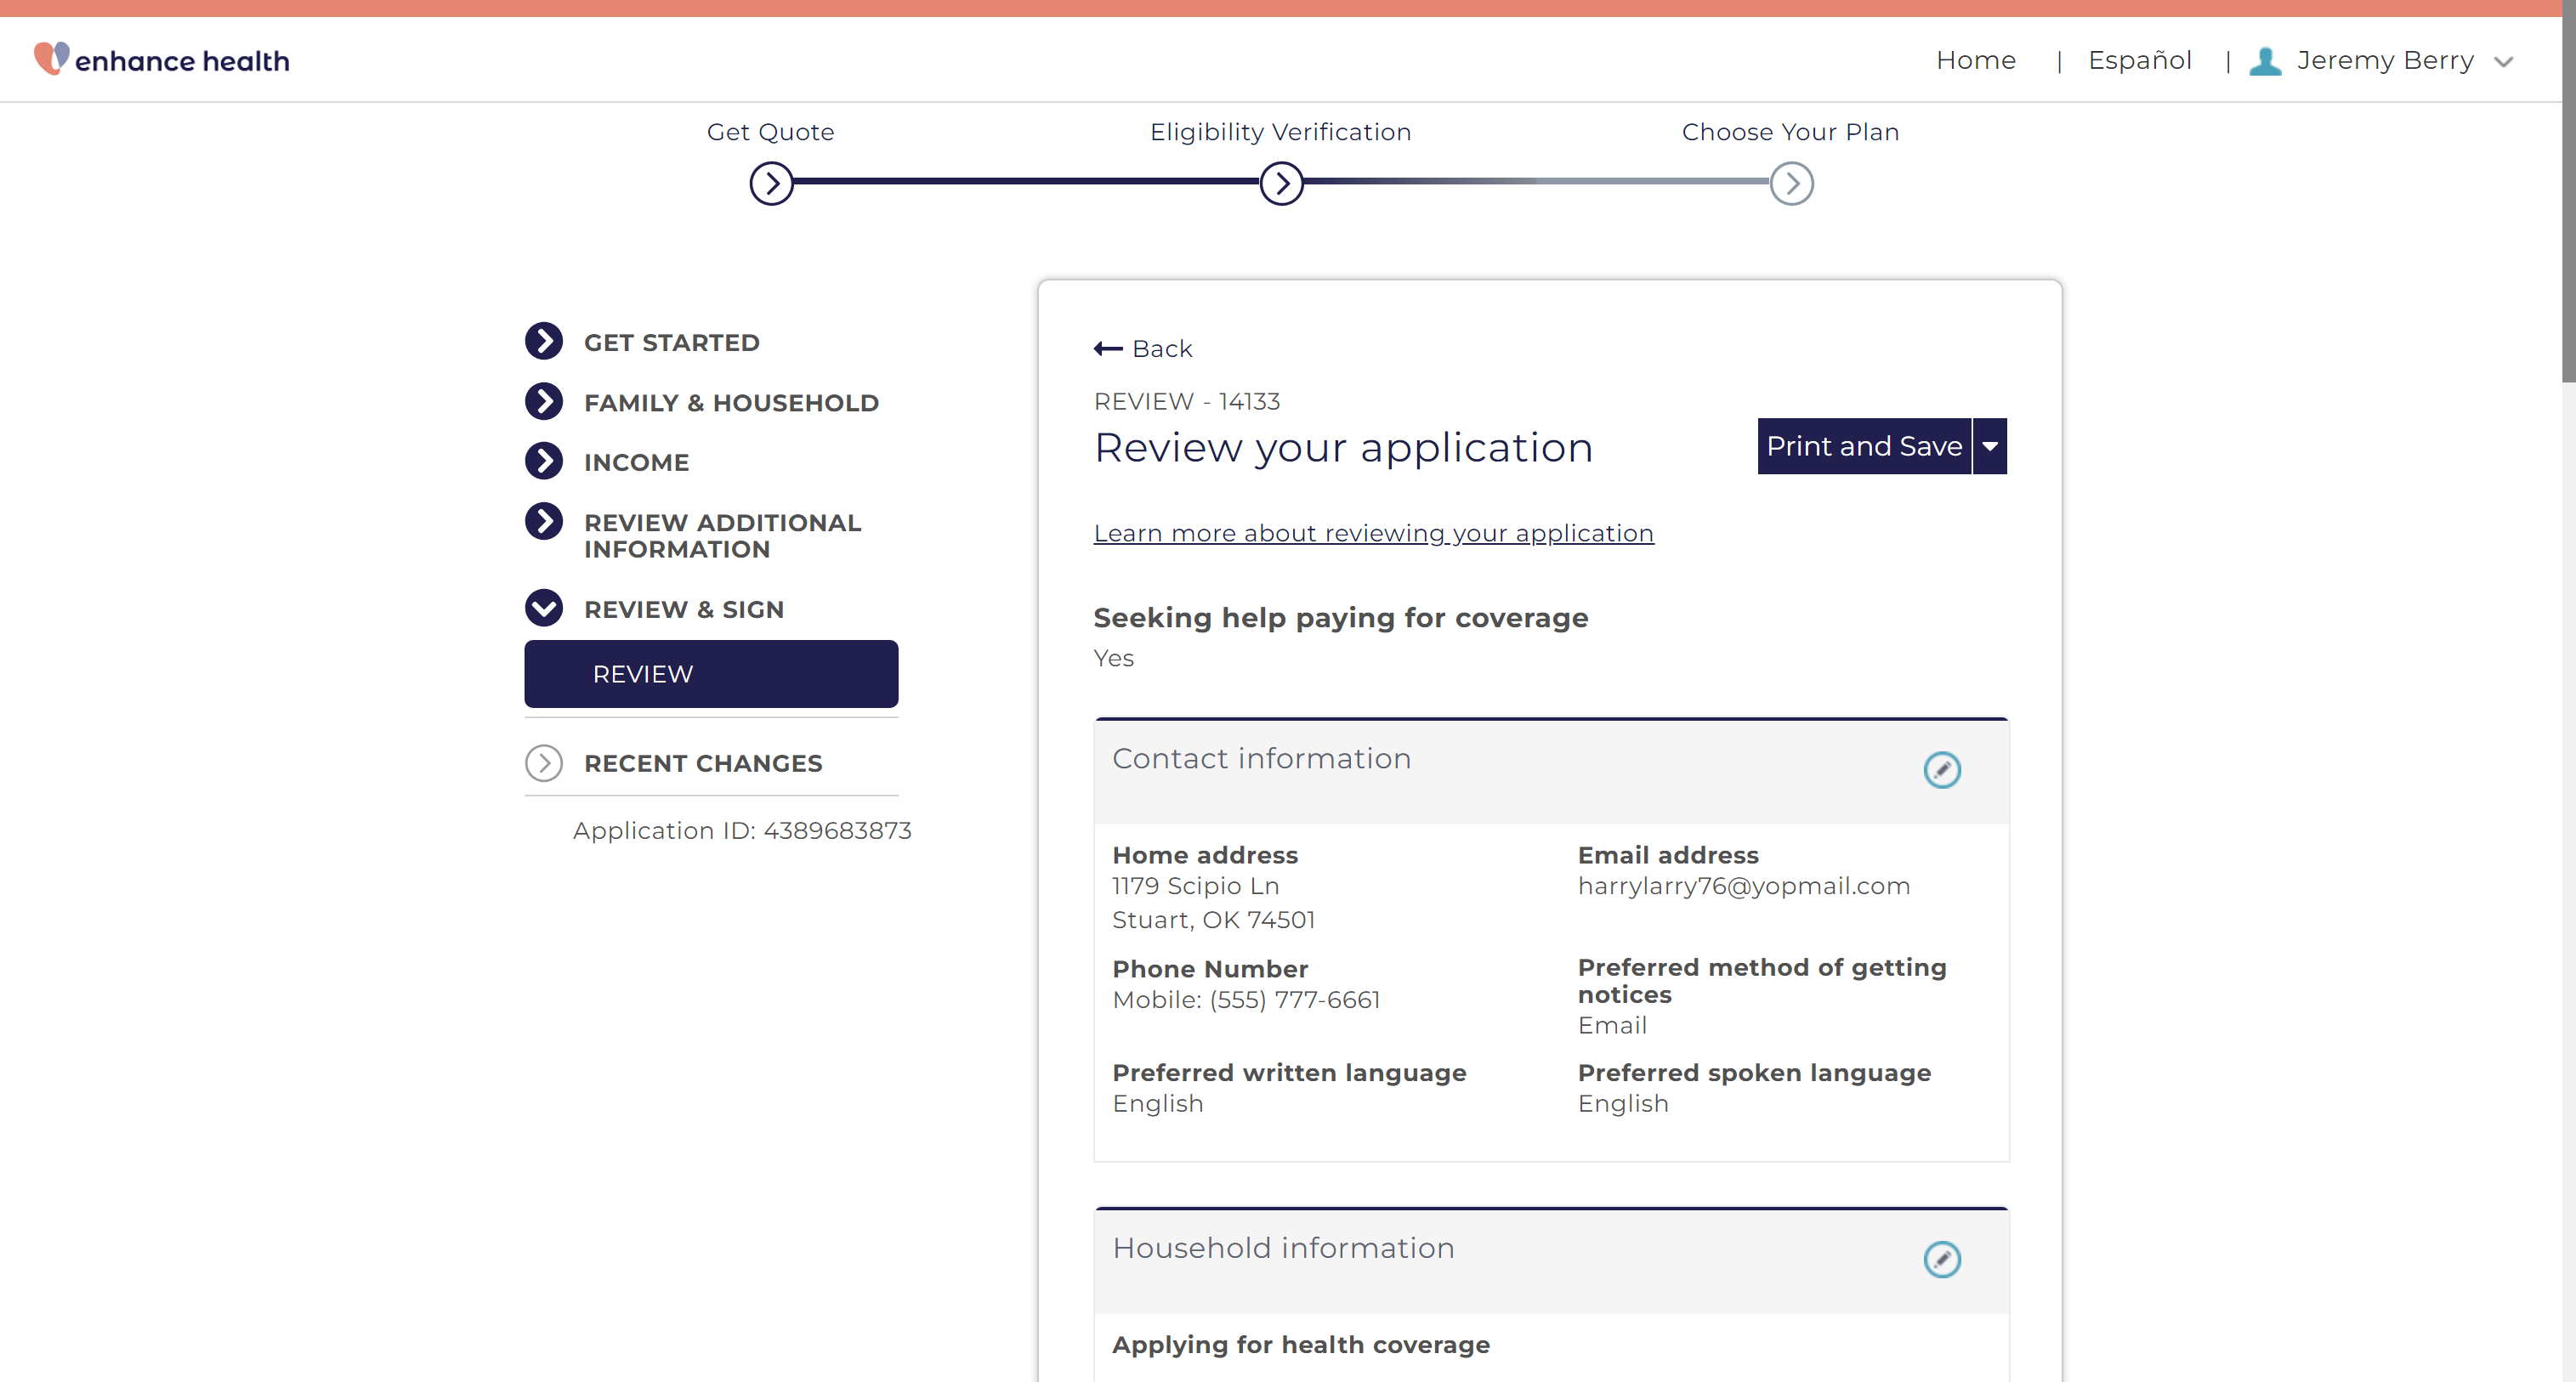 enhance health
Home | Español | Jeremy Berry
Get Quote
Eligibility Verification
Choose Your Plan
GET STARTED
FAMILY & HOUSEHOLD
INCOME
REVIEW ADDITIONAL
INFORMATION
REVIEW & SIGN
REVIEW
RECENT CHANGES
Application ID: 4389683873
Back
REVIEW - 14133
Review your application
Print and Save
Learn more about reviewing your application
Seeking help paying for coverage
Yes
Contact information
Home address
1179 Scipio Ln
Stuart, OK 74501
Email address
harrylarry76@yopmail.com
Phone Number
Mobile: (555) 777-6661
Preferred method of getting
notices
Email
Preferred written language
English
Preferred spoken language
English
Household information
Applying for health coverage